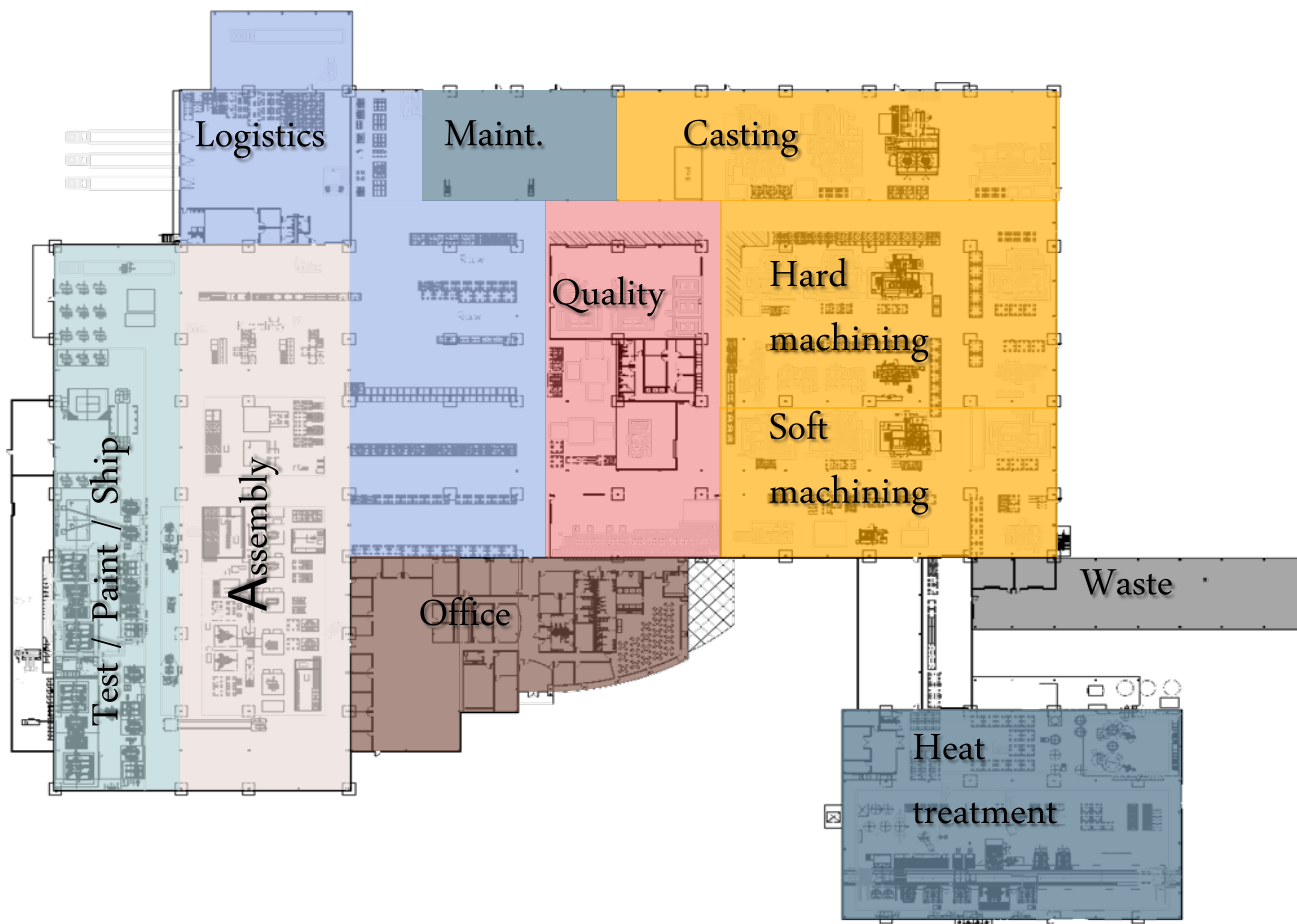 Logistics
Maint.
Casting
Quality
Hard
machining
Soft
machining
Test / Paint / Ship
Assembly
Office
Waste
Heat
treatment